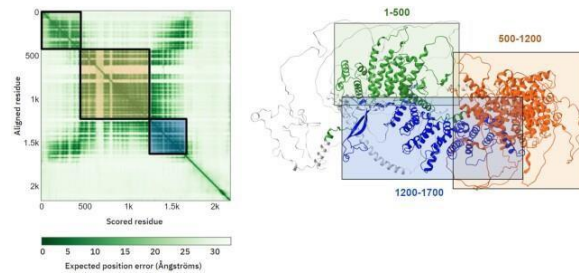 0
500
1k
1.5k
2k
Aligned residue
0 500 1k 1.5k 2k
Scored residue
0 5 10 15 20 25 30
Expected position error (Ångströms)
1-500
500-1200
1200-1700